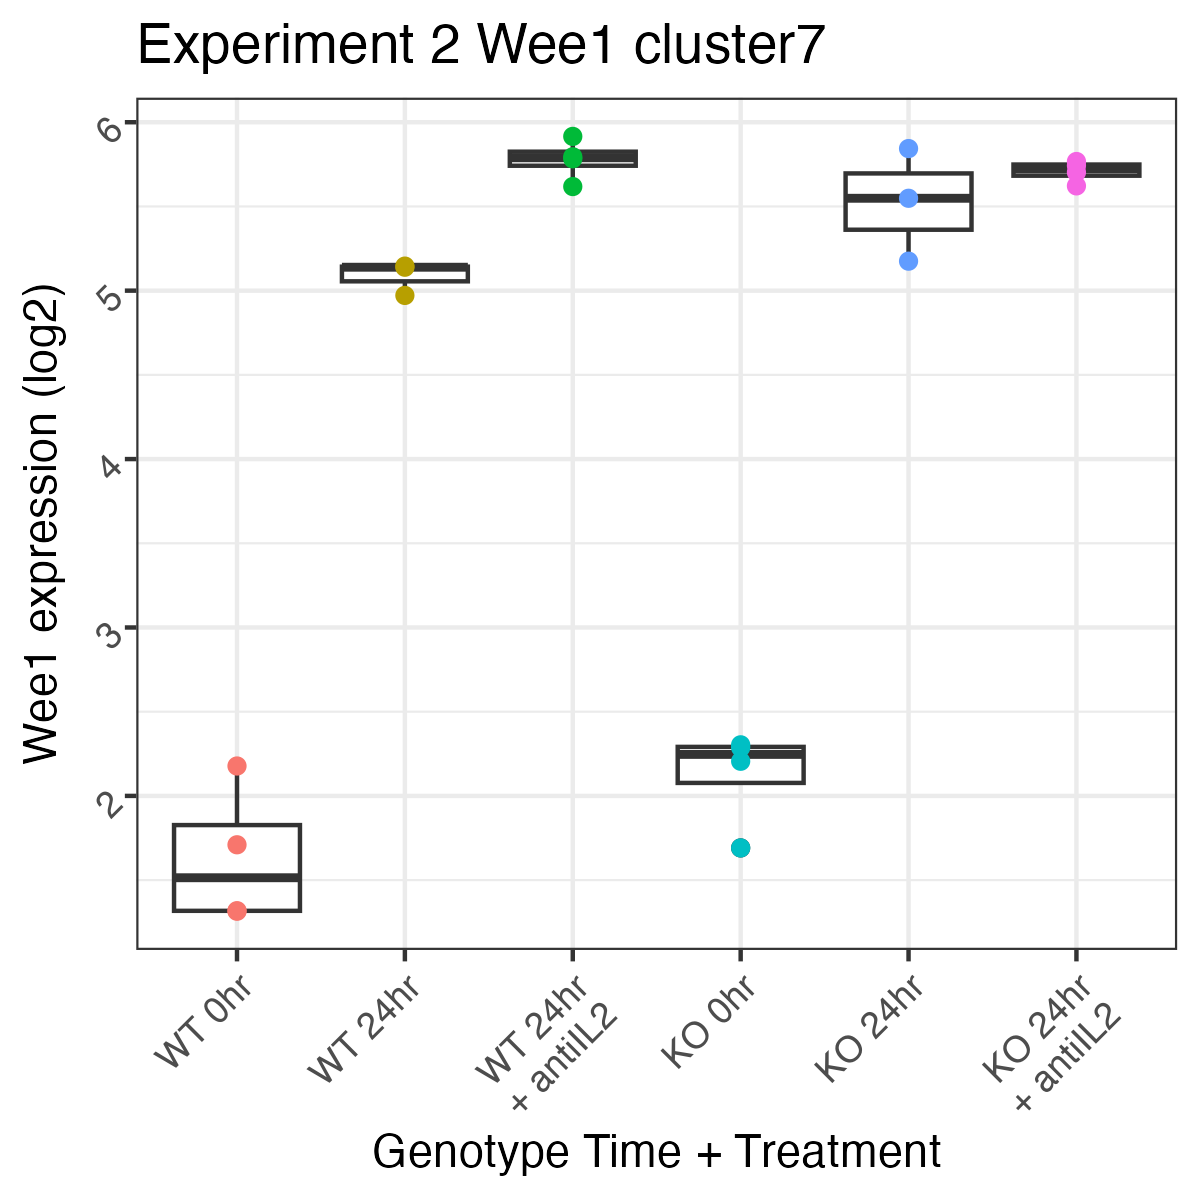 Experiment 2 Wee1 cluster7
Wee1 expression (log2)
6
5
4
3
2
WT 0hr
WT 24hr
WT 24hr
+ antiIL2
KO 0hr
KO 24hr
KO 24hr
+ antiIL2
Genotype Time + Treatment